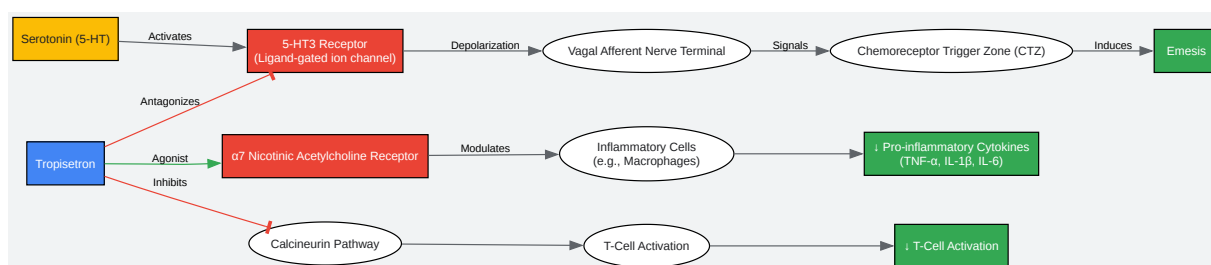 Serotonin (5-HT)
Activates
5-HT3 Receptor
(Ligand-gated ion channel)
Depolarization
Vagal Afferent Nerve Terminal
Signals
Chemoreceptor Trigger Zone (CTZ)
Induces
Emesis
Antagonizes
Tropisetron
Agonist
α7 Nicotinic Acetylcholine Receptor
Modulates
Inflammatory Cells
(e.g., Macrophages)
↓ Pro-inflammatory Cytokines
(TNF-α, IL-1β, IL-6)
Inhibits
Calcineurin Pathway
T-Cell Activation
↓ T-Cell Activation